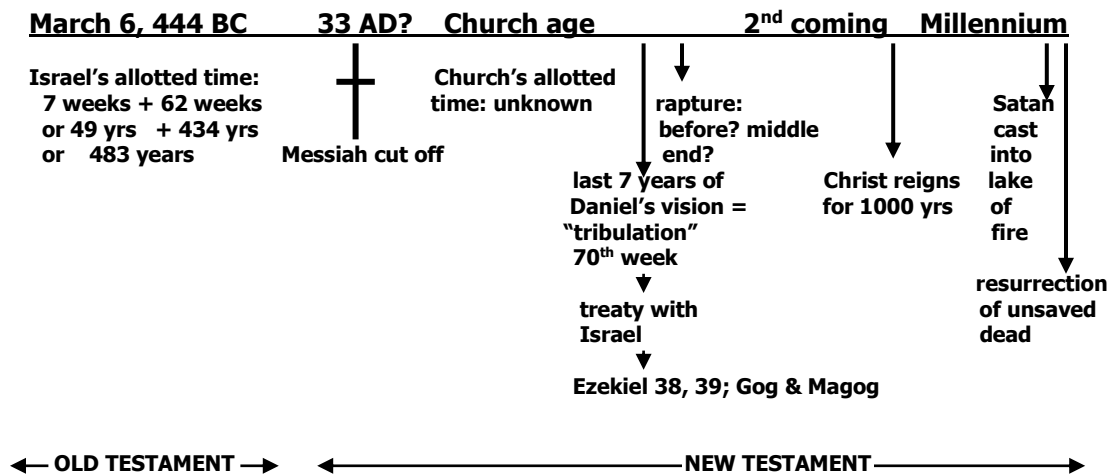 March 6, 444 BC 33 AD? Church age 2nd coming Millennium
Israel's allotted time:
7 weeks + 62 weeks
or 49 yrs + 434 yrs
or 483 years
Messiah cut off
Church's allotted
time: unknown
rapture:
before? middle
end?
last 7 years of
Daniel's vision =
“tribulation”
70th week
treaty with
Israel
Ezekiel 38, 39; Gog & Magog
Christ reigns
for 1000 yrs
Satan
cast
into
lake
of
fire
resurrection
of unsaved
dead
OLD TESTAMENT
NEW TESTAMENT